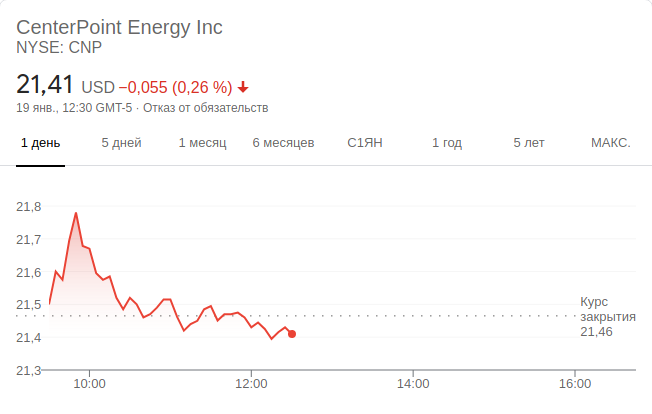 CenterPoint Energy Inc
NYSE: CNP
21,41 USD −0,055 (0,26 %)
19 янв., 12:30 GMT-5 · Отказ от обязательств
1 день 5 дней 1 месяц 6 месяцев С1ЯН 1 год 5 лет МАКС.
21,8
21,7
21,6
21,5
Курс
закрытия
21,46
21,4
21,3
10:00 12:00 14:00 16:00